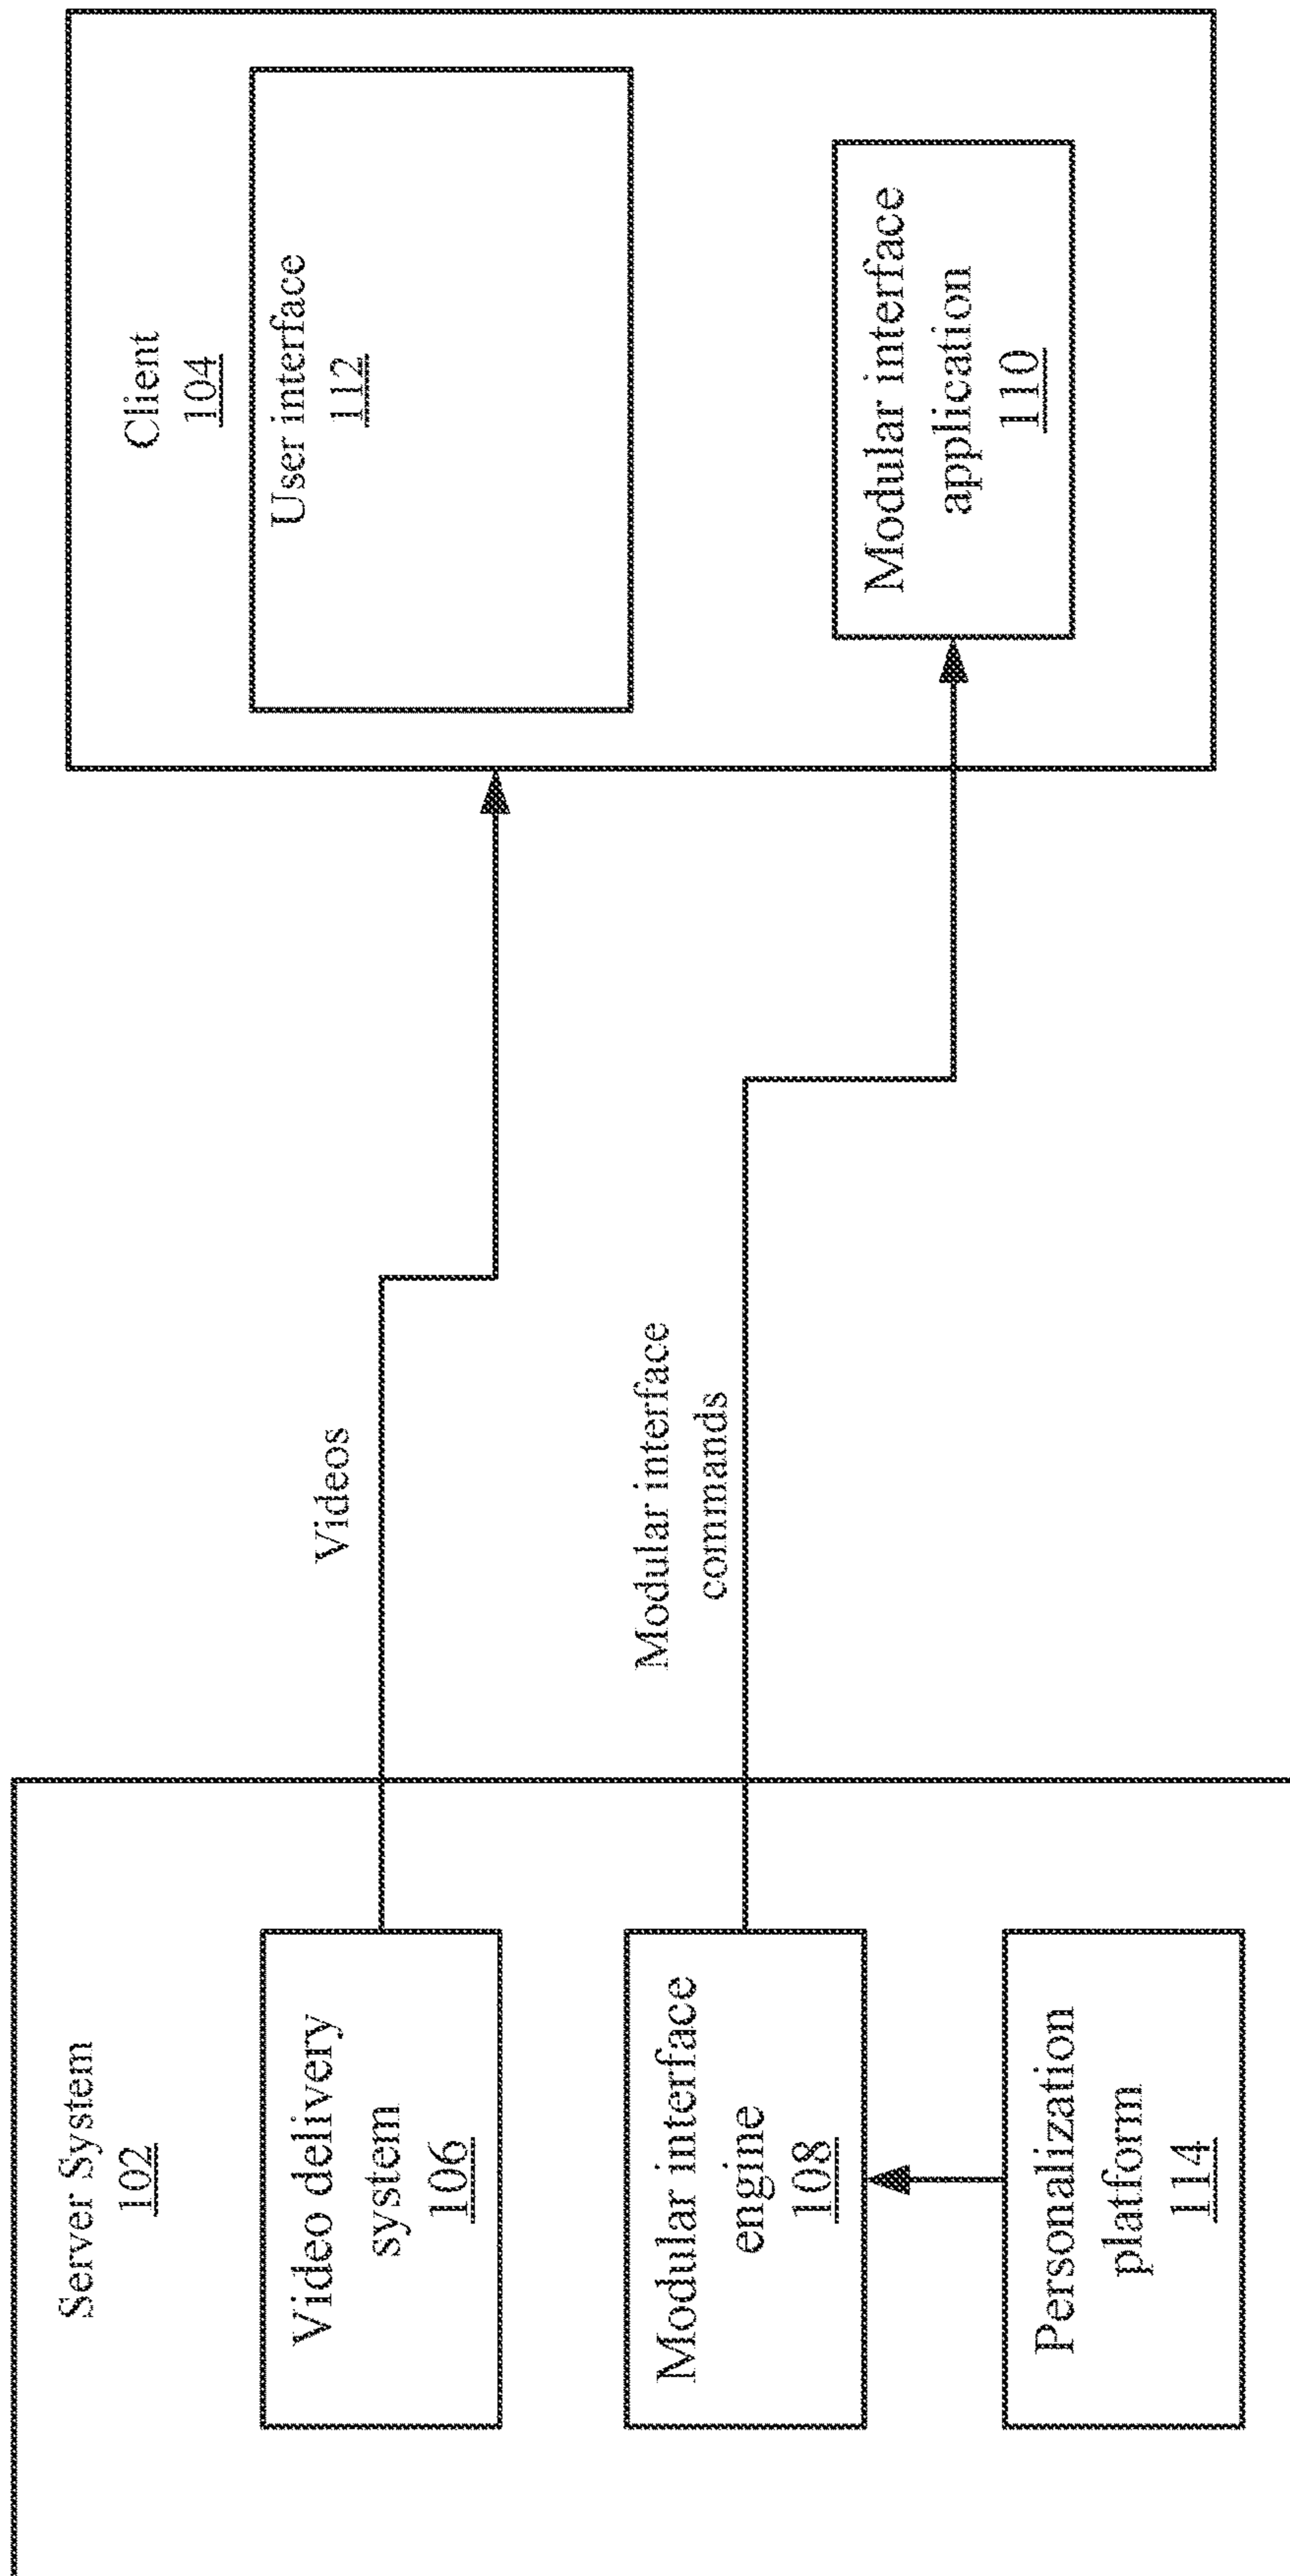 Server System
102
Video delivery
system
106
Modular interface
engine
108
Personalization
platform
114
Videos
Modular interface
commands
Client
104
User interface
112
Modular interface
application
110